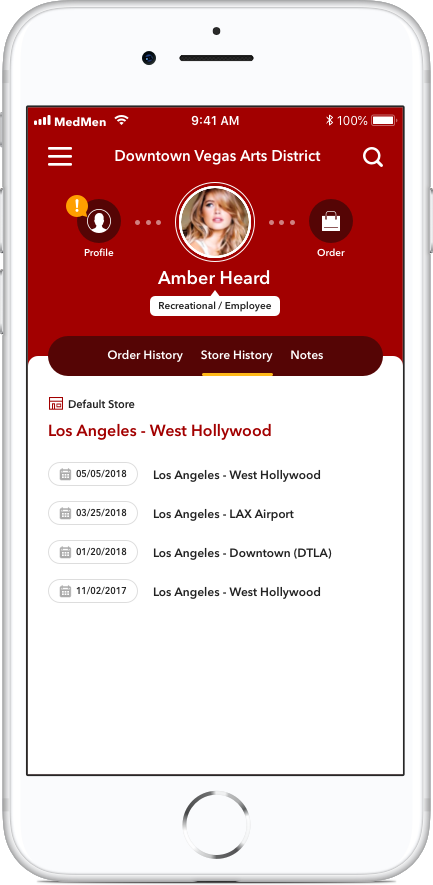 MedMen 9:41 AM 100%
Downtown Vegas Arts District
!
Profile
Order
Amber Heard
Recreational / Employee
Order History Store History Notes
Default Store
Los Angeles - West Hollywood
05/05/2018 Los Angeles - West Hollywood
03/25/2018 Los Angeles - LAX Airport
01/20/2018 Los Angeles - Downtown (DTLA)
11/02/2017 Los Angeles - West Hollywood